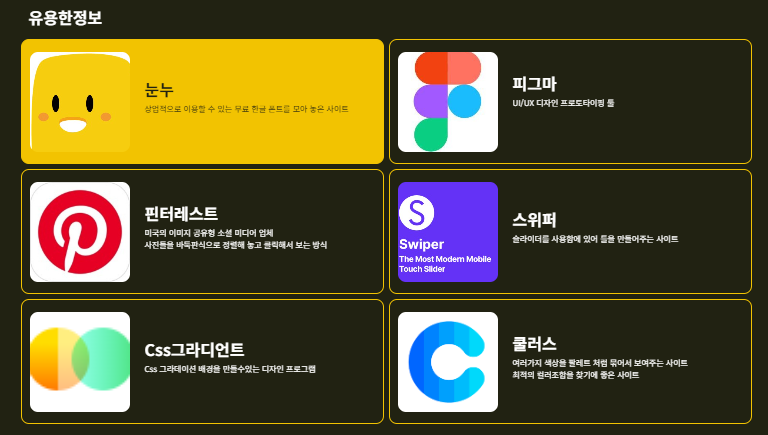 유용한정보
눈누
상업적으로 이용할 수 있는 무료 한글 폰트를 모아 놓은 사이트
피그마
UI/UX 디자인 프로토타이핑 툴
핀터레스트
미국의 이미지 공유형 소셜 미디어 업체
사진들을 바둑판식으로 정렬해 놓고 클릭해서 보는 방식
Swiper
The Most Modern Mobile
Touch Slider
스위퍼
슬라이더를 사용함에 있어 틀을 만들어주는 사이트
Css그라디언트
Css 그라데이션 배경을 만들수있는 디자인 프로그램
쿨러스
여러가지 색상을 팔레트 처럼 묶어서 보여주는 사이트
최적의 컬러조합을 찾기에 좋은 사이트